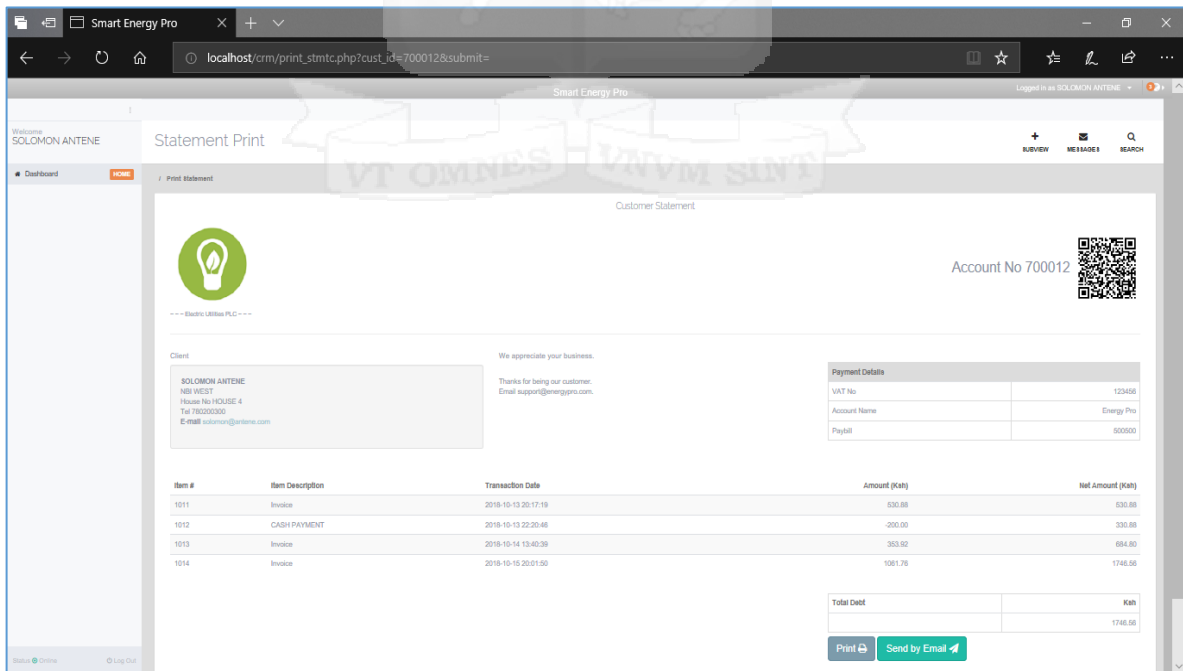 Smart Energy Pro
localhost/crm/print_stmtc.php?cust_id=700012&submit=
Smart Energy Pro
Logged in as SOLOMON ANTENE
Welcome
SOLOMON ANTENE
Statement Print
SUBVIEW MESSAGES SEARCH
VT OMNES VNVM SINT
Dashboard HOME
/ Print Statement
Customer Statement
Account No 700012
~~~ Electric Utilities PLC ~~~
Client
We appreciate your business.
SOLOMON ANTENE
NBI WEST
House No HOUSE 4
Tel 780200300
E-mail solomon@antene.com
Thanks for being our customer.
Email support@energypro.com.
Payment Details
VAT No 123456
Account Name Energy Pro
Paybill 500500
Item # Item Description Transaction Date Amount (Ksh) Net Amount (Ksh)
1011 Invoice 2018-10-13 20:17:19 530.88 530.88
1012 CASH PAYMENT 2018-10-13 22:20:46 -200.00 330.88
1013 Invoice 2018-10-14 13:40:39 353.92 684.80
1014 Invoice 2018-10-15 20:01:50 1061.76 1746.56
Total Debt Ksh
1746.56
Print Send by Email
Status Online Log Out